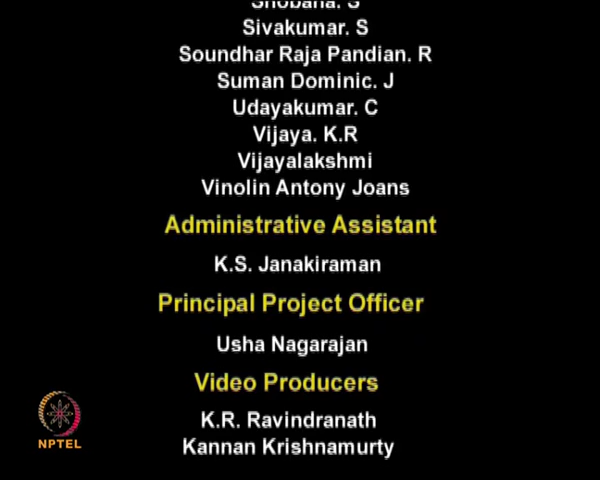 Shobana. S
Sivakumar. S
Soundhar Raja Pandian. R
Suman Dominic. J
Udayakumar. C
Vijaya. K.R
Vijayalakshmi
Vinolin Antony Joans
Administrative Assistant
K.S. Janakiraman
Principal Project Officer
Usha Nagarajan
Video Producers
K.R. Ravindranath
Kannan Krishnamurty
NPTEL